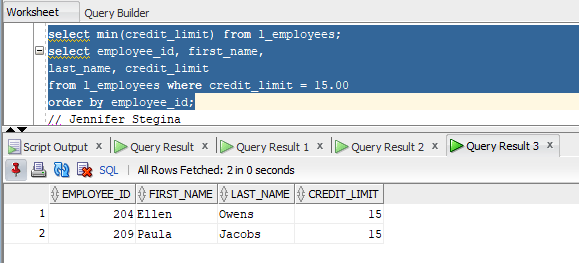 Worksheet Query Builder
select min(credit_limit) from l_employees;
select employee_id, first_name,
last_name, credit_limit
from l_employees where credit_limit = 15.00
order by employee_id;
// Jennifer Stegina
Script Output x Query Result x Query Result 1 x Query Result 2 x Query Result 3 x
SQL | All Rows Fetched: 2 in 0 seconds
EMPLOYEE_ID FIRST_NAME LAST_NAME CREDIT_LIMIT
1 204 Ellen Owens 15
2 209 Paula Jacobs 15